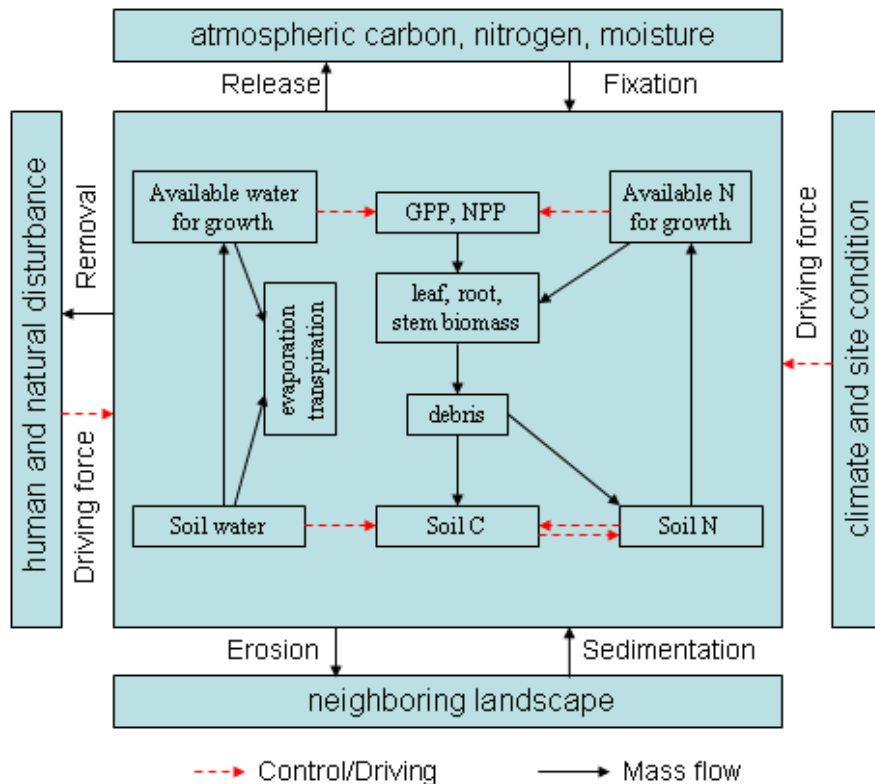 atmospheric carbon, nitrogen, moisture
Release
Fixation
human and natural disturbance
Removal
Driving force
Available water
for growth
GPP, NPP
Available N
for growth
leaf, root,
stem biomass
evaporation
transpiration
debris
Soil water
Soil C
Soil N
Driving force
climate and site condition
Erosion
Sedimentation
neighboring landscape
Control/Driving
Mass flow